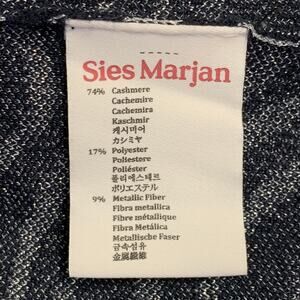 Sies Marjan
74% Cashmere
Cachemire
Cachemira
Kaschmir
캐시미어
カシミヤ
17% Polyester
Poliestere
Poliéster
폴리에스테르
ポリエステル
9% Metallic Fiber
Fibra metallica
Fibre métallique
Fibra Metálica
Metallische Faser
금속섬유
金属繊維